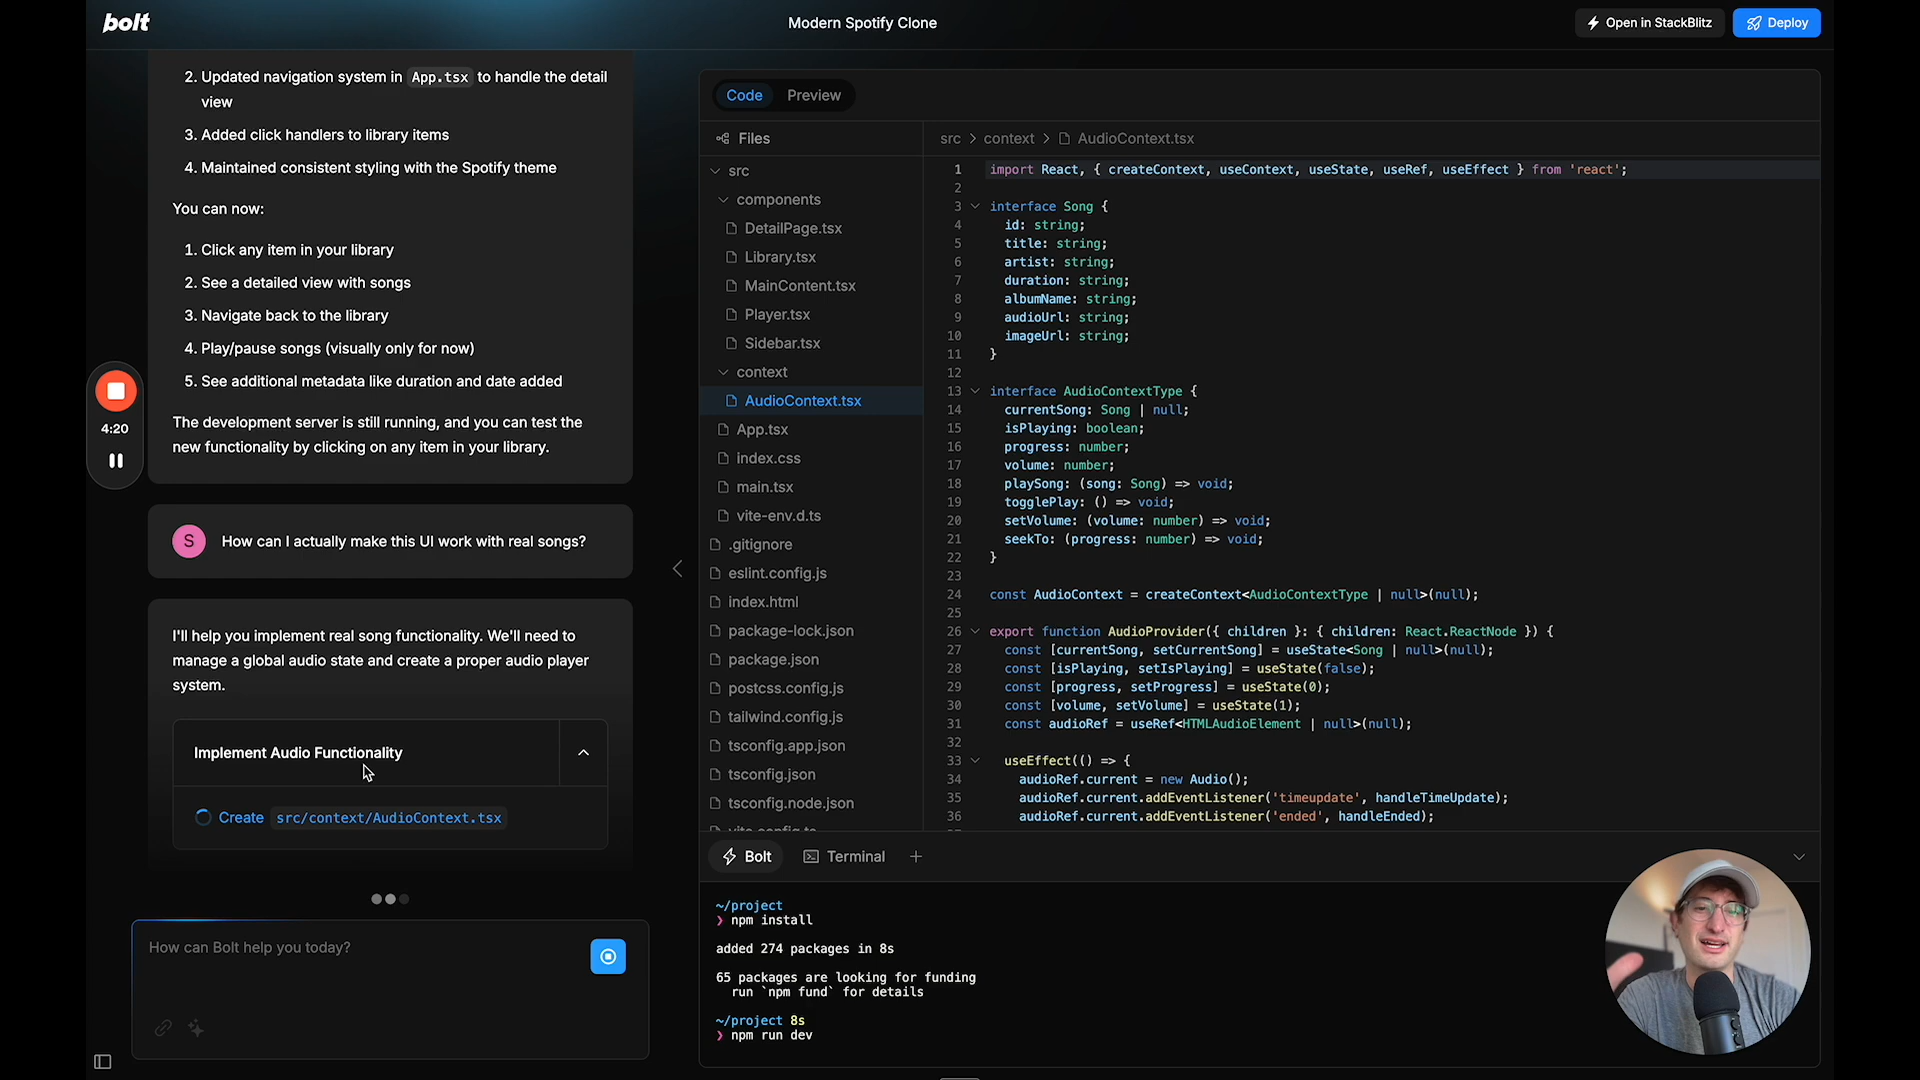 bolt
Modern Spotify Clone
Open in StackBlitz
Deploy
2. Updated navigation system in App.tsx to handle the detail
view
3. Added click handlers to library items
4. Maintained consistent styling with the Spotify theme
You can now:
1. Click any item in your library
2. See a detailed view with songs
3. Navigate back to the library
4. Play/pause songs (visually only for now)
5. See additional metadata like duration and date added
The development server is still running, and you can test the
new functionality by clicking on any item in your library.
4:20
S
How can I actually make this UI work with real songs?
I'll help you implement real song functionality. We'll need to
manage a global audio state and create a proper audio player
system.
Implement Audio Functionality
Create src/context/AudioContext.tsx
How can Bolt help you today?
Code
Preview
Files
src
components
DetailPage.tsx
Library.tsx
MainContent.tsx
Player.tsx
Sidebar.tsx
context
AudioContext.tsx
App.tsx
index.css
main.tsx
vite-env.d.ts
.gitignore
eslint.config.js
index.html
package-lock.json
package.json
postcss.config.js
tailwind.config.js
tsconfig.app.json
tsconfig.json
tsconfig.node.json
vite.config.ts
src > context > AudioContext.tsx
1 import React, { createContext, useContext, useState, useRef, useEffect } from 'react';
2
3 interface Song {
4 id: string;
5 title: string;
6 artist: string;
7 duration: string;
8 albumName: string;
9 audioUrl: string;
10 imageUrl: string;
11 }
12
13 interface AudioContextType {
14 currentSong: Song | null;
15 isPlaying: boolean;
16 progress: number;
17 volume: number;
18 playSong: (song: Song) => void;
19 togglePlay: () => void;
20 setVolume: (volume: number) => void;
21 seekTo: (progress: number) => void;
22 }
23
24 const AudioContext = createContext<AudioContextType | null>(null);
25
26 export function AudioProvider({ children }: { children: React.ReactNode }) {
27 const [currentSong, setCurrentSong] = useState<Song | null>(null);
28 const [isPlaying, setIsPlaying] = useState(false);
29 const [progress, setProgress] = useState(0);
30 const [volume, setVolume] = useState(1);
31 const audioRef = useRef<HTMLAudioElement | null>(null);
32
33 useEffect(() => {
34 audioRef.current = new Audio();
35 audioRef.current.addEventListener('timeupdate', handleTimeUpdate);
36 audioRef.current.addEventListener('ended', handleEnded);
Bolt
Terminal
~/project
❯ npm install
added 274 packages in 8s
65 packages are looking for funding
run `npm fund` for details
~/project 8s
❯ npm run dev